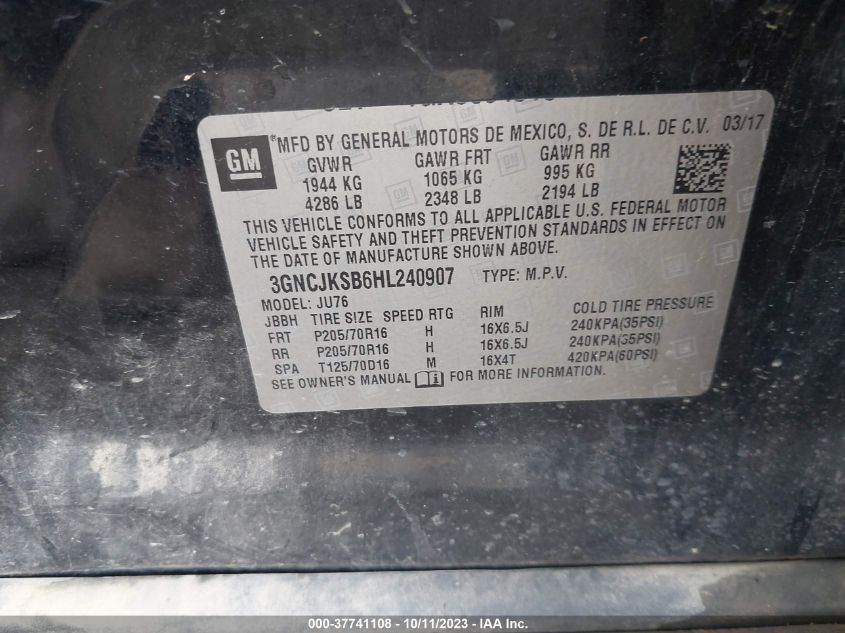 GM
®MFD BY GENERAL MOTORS DE MEXICO, S. DE R.L. DE C.V. 03/17
GVWR GAWR FRT GAWR RR
1944 KG 1065 KG 995 KG
4286 LB 2348 LB 2194 LB
THIS VEHICLE CONFORMS TO ALL APPLICABLE U.S. FEDERAL MOTOR
VEHICLE SAFETY AND THEFT PREVENTION STANDARDS IN EFFECT ON
THE DATE OF MANUFACTURE SHOWN ABOVE.
3GNCJKSB6HL240907 TYPE: M.P.V.
MODEL: JU76
JBBH TIRE SIZE SPEED RTG RIM COLD TIRE PRESSURE
FRT P205/70R16 H 16X6.5J 240KPA(35PSI)
RR P205/70R16 H 16X6.5J 240KPA(35PSI)
SPA T125/70D16 M 16X4T 420KPA(60PSI)
SEE OWNER'S MANUAL FOR MORE INFORMATION.
000-37741108 - 10/11/2023 - IAA Inc.